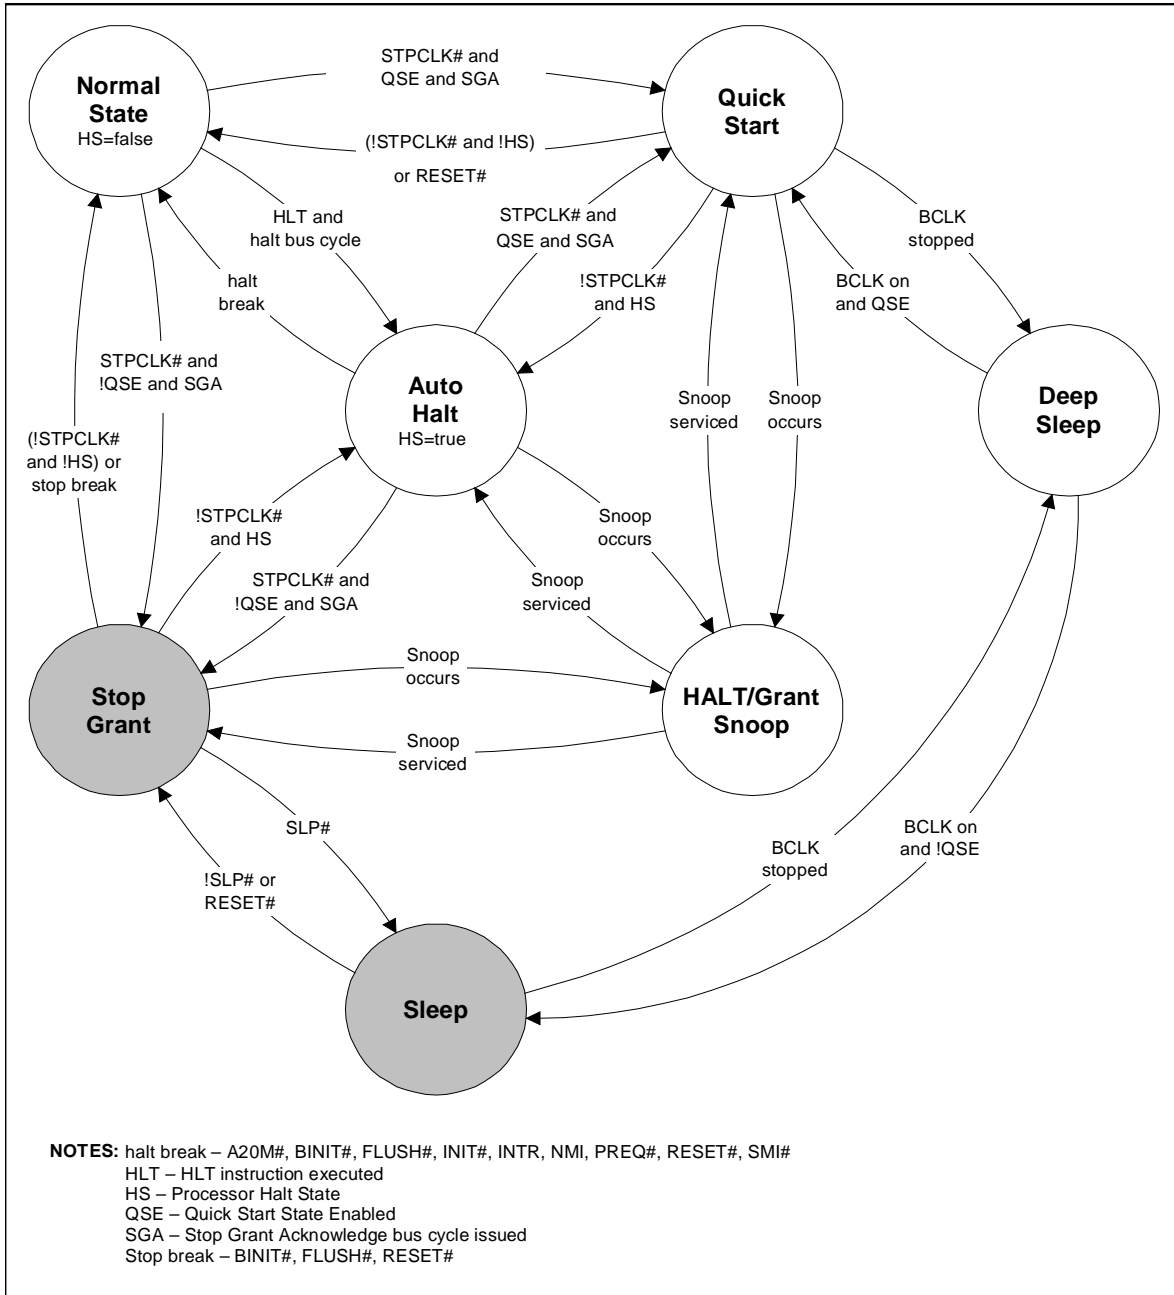 Normal
State
HS=false
STPCLK# and
QSE and SGA
Quick
Start
(!STPCLK# and !HS)
or RESET#
HLT and
halt bus cycle
STPCLK# and
QSE and SGA
BCLK
stopped
halt
break
!STPCLK#
and HS
BCLK on
and QSE
STPCLK# and
!QSE and SGA
Auto
Halt
HS=true
Snoop
serviced
Snoop
occurs
Deep
Sleep
(!STPCLK#
and !HS) or
stop break
!STPCLK#
and HS
Snoop
occurs
STPCLK# and
!QSE and SGA
Snoop
serviced
Stop
Grant
Snoop
occurs
HALT/Grant
Snoop
Snoop
serviced
SLP#
BCLK
stopped
BCLK on
and !QSE
!SLP# or
RESET#
Sleep
NOTES: halt break – A20M#, BINIT#, FLUSH#, INIT#, INTR, NMI, PREQ#, RESET#, SMI#
HLT – HLT instruction executed
HS – Processor Halt State
QSE – Quick Start State Enabled
SGA – Stop Grant Acknowledge bus cycle issued
Stop break – BINIT#, FLUSH#, RESET#